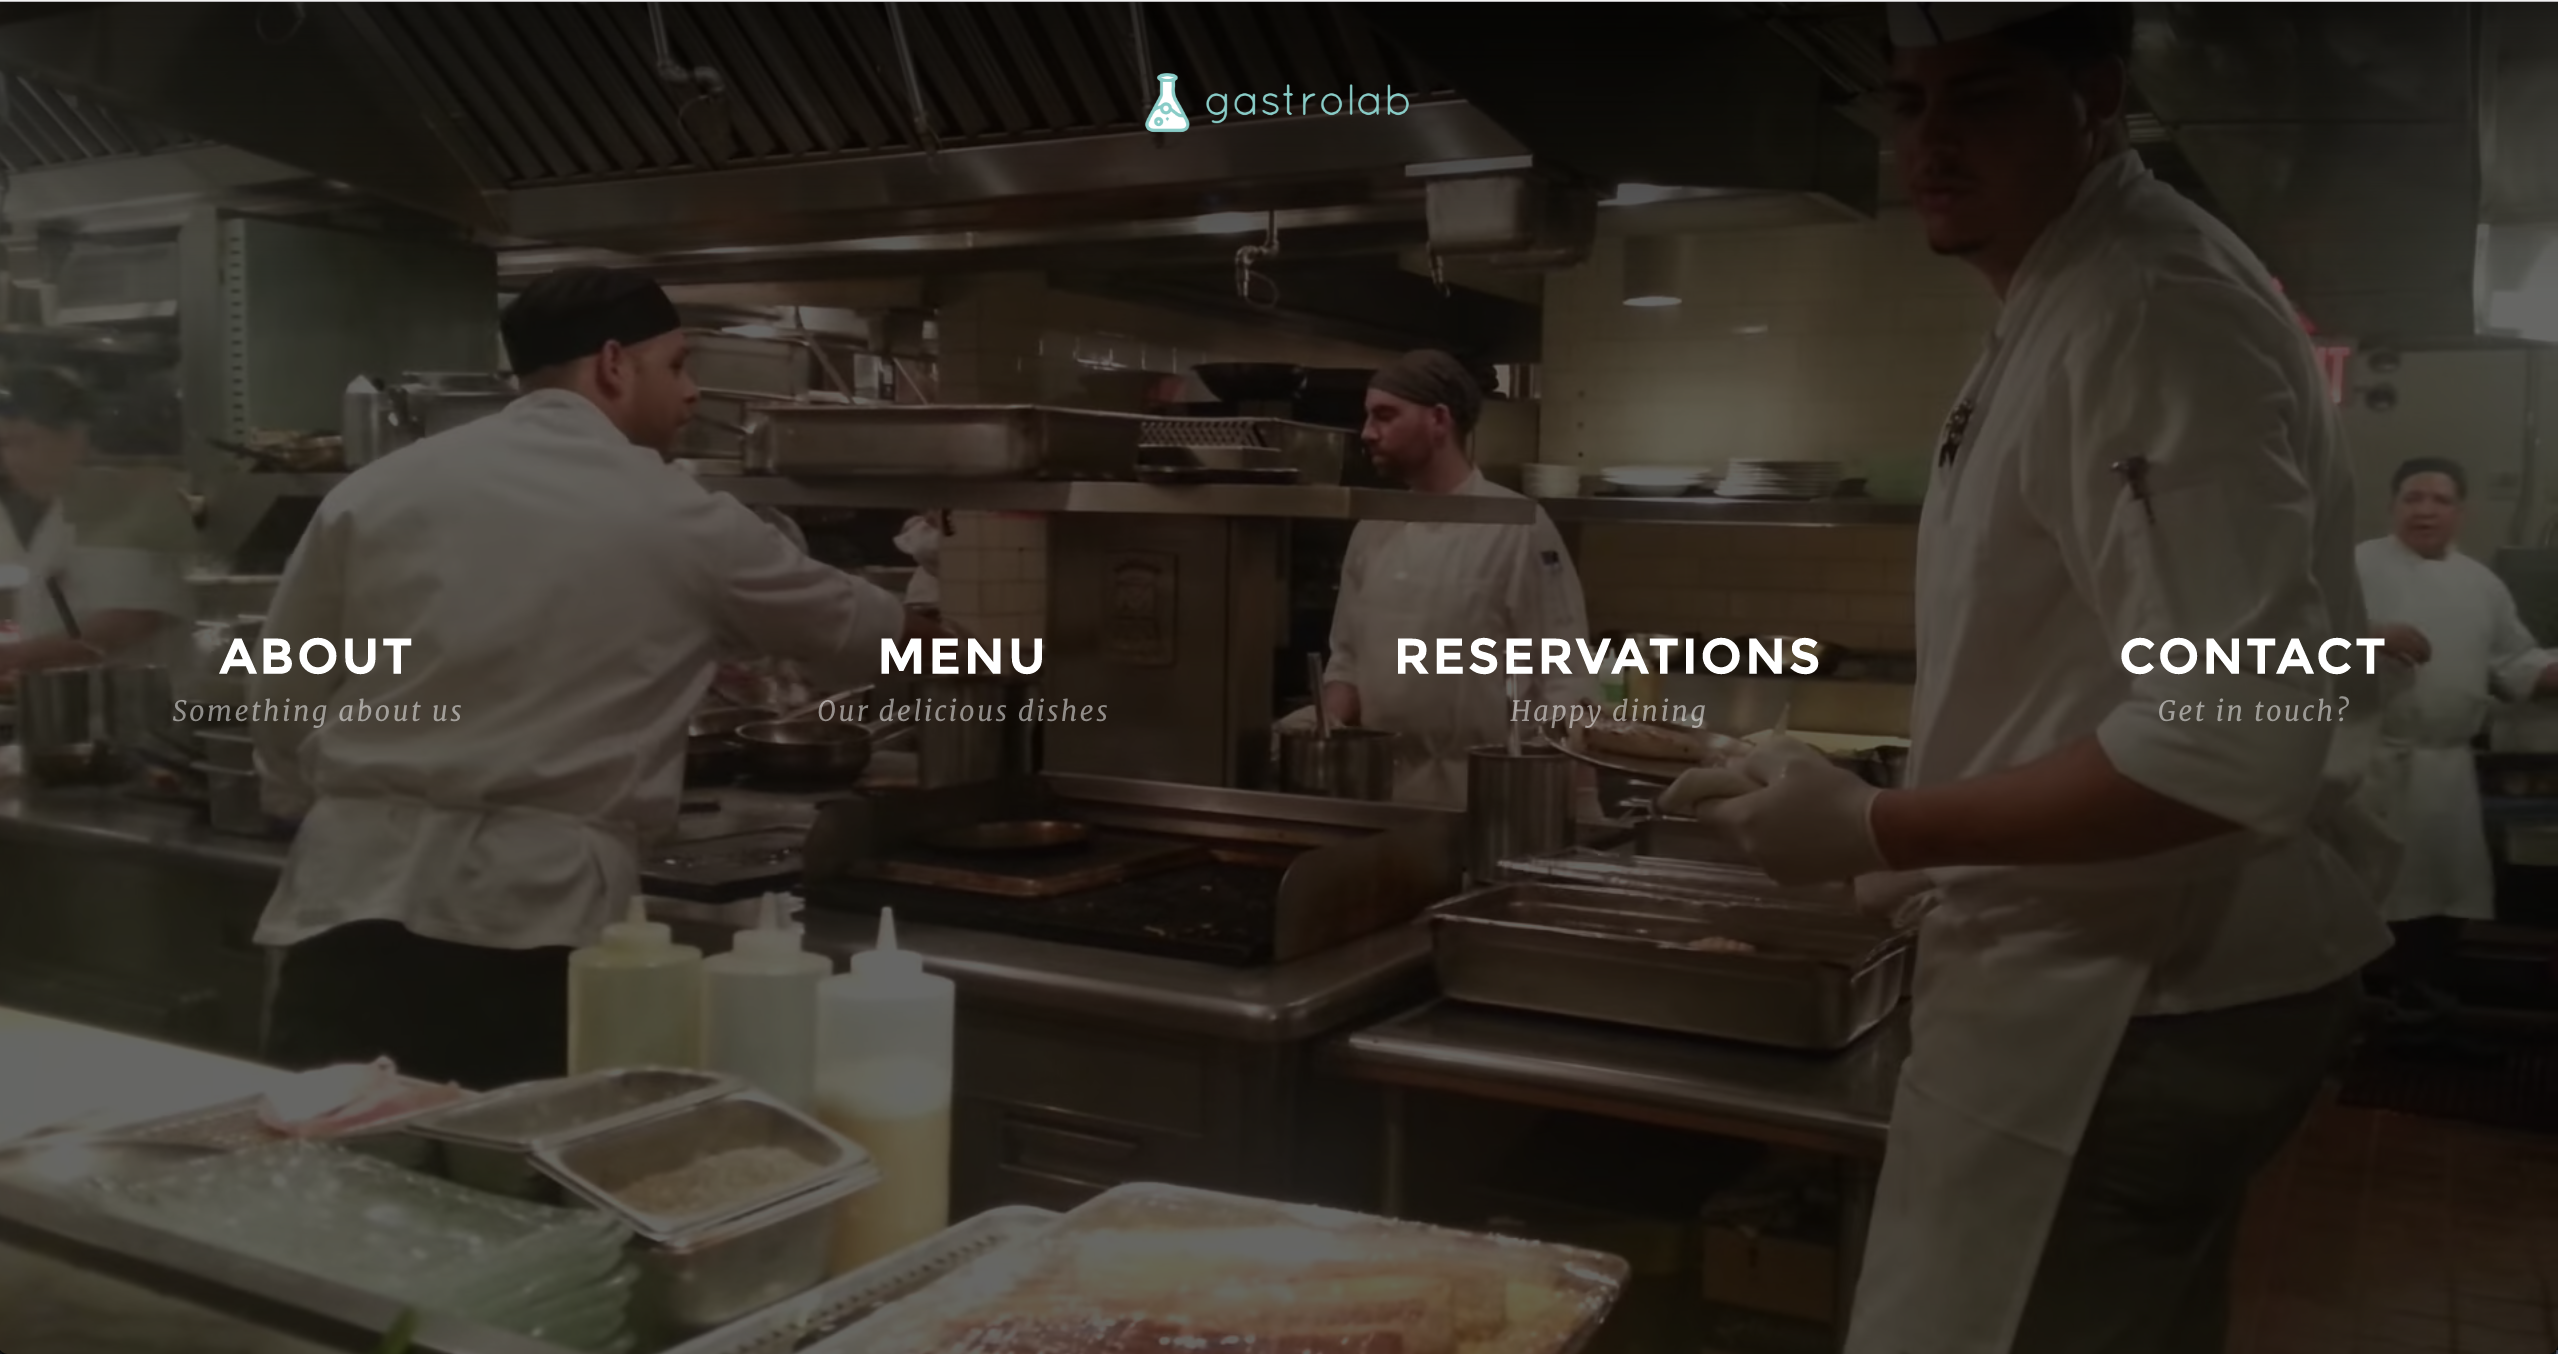 gastrolab
ABOUT
Something about us
MENU
Our delicious dishes
RESERVATIONS
Happy dining
CONTACT
Get in touch?